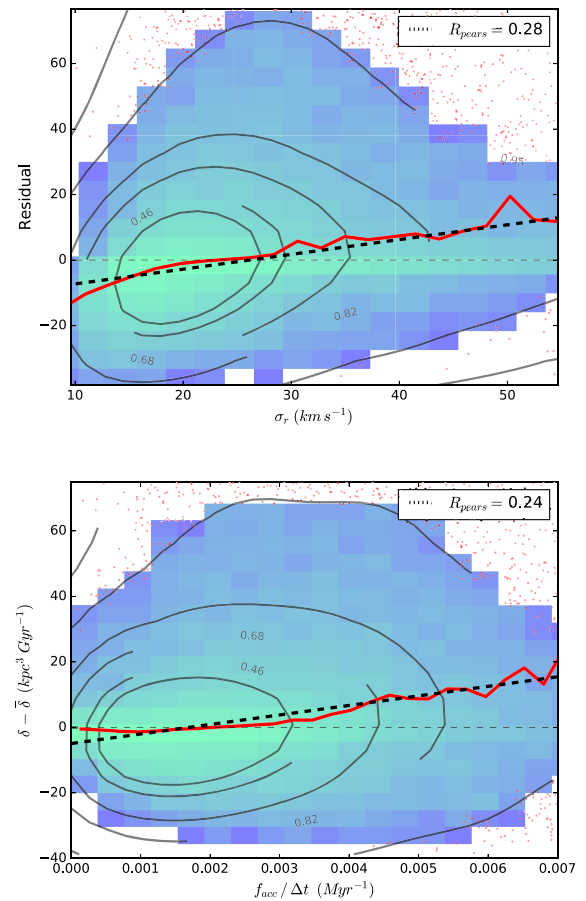 R_pears = 0.28
60
40
20
0
−20
Residual
0.46
0.95
0.82
0.68
10 20 30 40 50
σ_r (km s⁻¹)
R_pears = 0.24
60
40
20
0
−20
−40
δ − δ̅ (kpc³ Gyr⁻¹)
0.68
0.46
0.82
0.000 0.001 0.002 0.003 0.004 0.005 0.006 0.007
f_acc / Δt (Myr⁻¹)